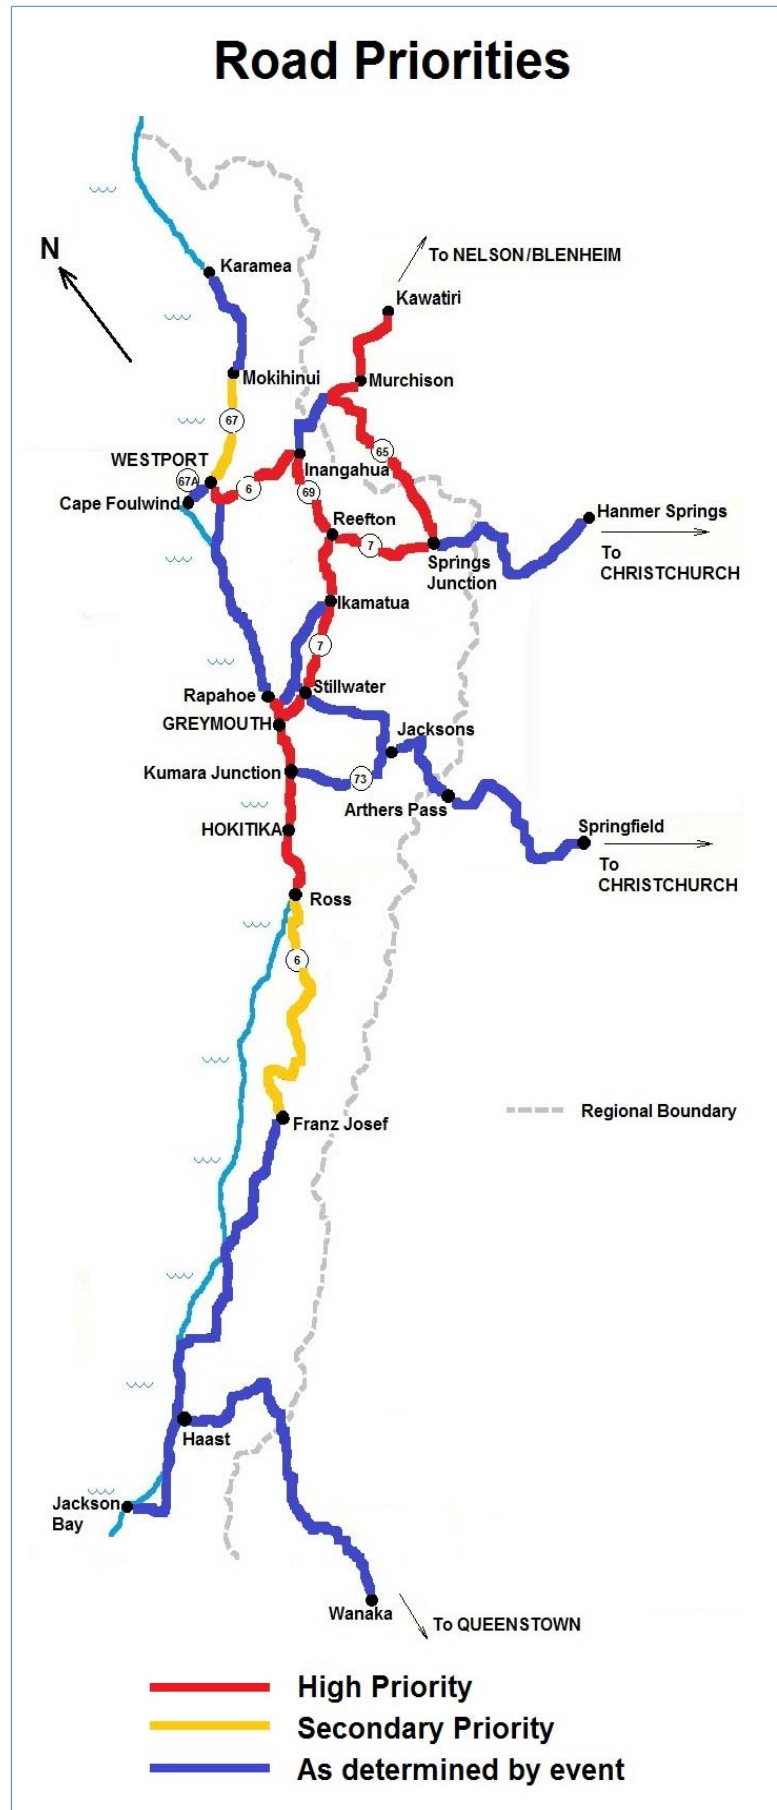 Road Priorities
N
To NELSON/BLENHEIM
Karamea
Kawatiri
Mokihinui
Murchison
67
65
WESTPORT
67A
6
Inangahua
69
Cape Foulwind
Reefton
Hanmer Springs
7
To
CHRISTCHURCH
Springs
Junction
Ikamatua
7
Rapahoe
Stillwater
GREYMOUTH
Jacksons
Kumara Junction
73
Arthers Pass
HOKITIKA
Springfield
To
CHRISTCHURCH
Ross
6
Franz Josef
Regional Boundary
Haast
Jackson
Bay
Wanaka
To QUEENSTOWN
High Priority
Secondary Priority
As determined by event